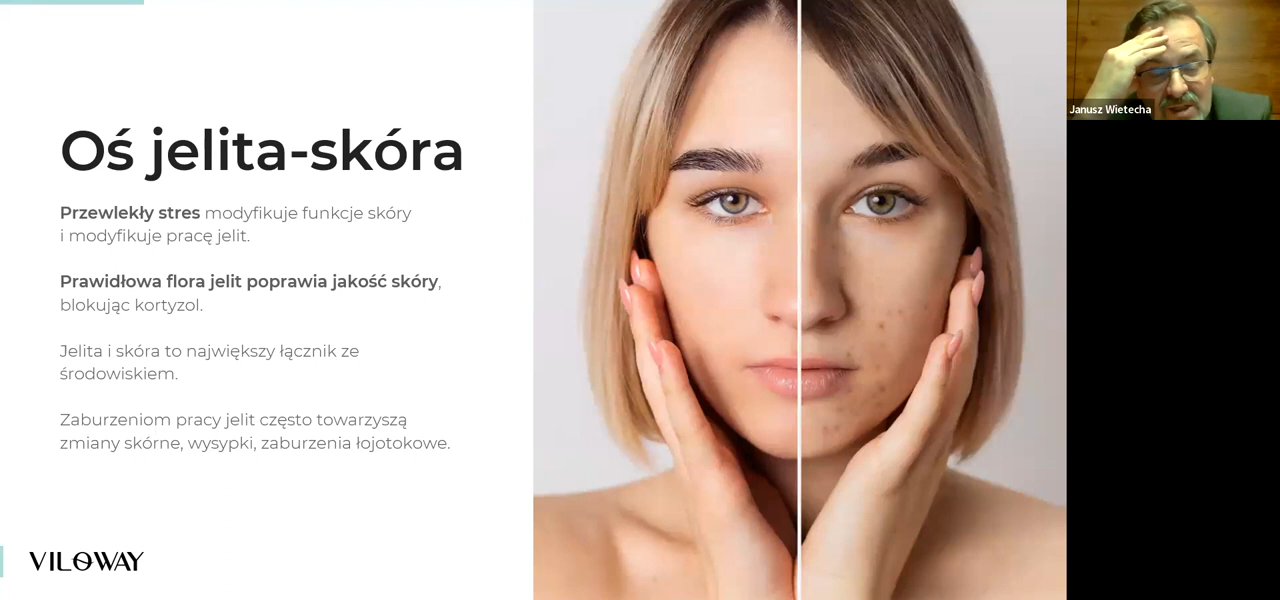 Oś jelita-skóra
Przewlekły stres modyfikuje funkcje skóry
i modyfikuje pracę jelit.
Prawidłowa flora jelit poprawia jakość skóry,
blokując kortyzol.
Jelita i skóra to największy łącznik ze
środowiskiem.
Zaburzeniom pracy jelit często towarzyszą
zmiany skórne, wysypki, zaburzenia łojotokowe.
VILOWAY
Janusz Wietecha